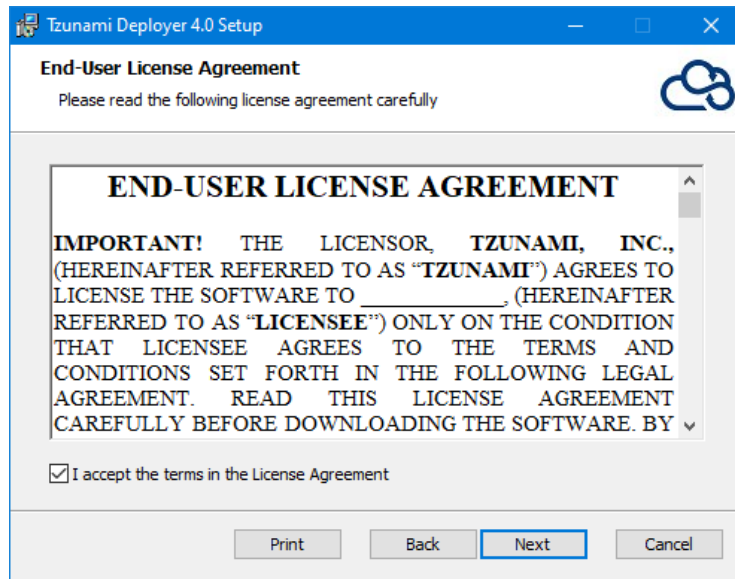 Tzunami Deployer 4.0 Setup
End-User License Agreement
Please read the following license agreement carefully
END-USER LICENSE AGREEMENT
IMPORTANT! THE LICENSOR, TZUNAMI, INC.,
(HEREINAFTER REFERRED TO AS “TZUNAMI”) AGREES TO
LICENSE THE SOFTWARE TO ____________, (HEREINAFTER
REFERRED TO AS “LICENSEE”) ONLY ON THE CONDITION
THAT LICENSEE AGREES TO THE TERMS AND
CONDITIONS SET FORTH IN THE FOLLOWING LEGAL
AGREEMENT. READ THIS LICENSE AGREEMENT
CAREFULLY BEFORE DOWNLOADING THE SOFTWARE. BY
I accept the terms in the License Agreement
Print Back Next Cancel